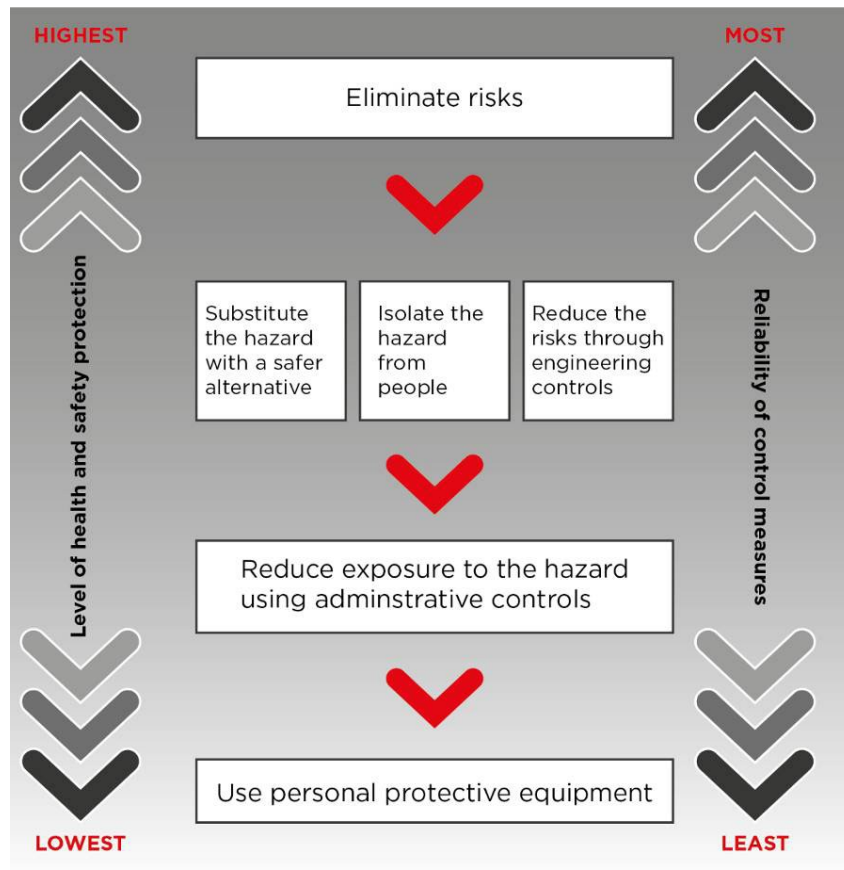 HIGHEST
MOST
Eliminate risks
Substitute
the hazard
with a safer
alternative
Isolate the
hazard
from
people
Reduce the
risks through
engineering
controls
Level of health and safety protection
Reliability of control measures
Reduce exposure to the hazard
using adminstrative controls
Use personal protective equipment
LOWEST
LEAST